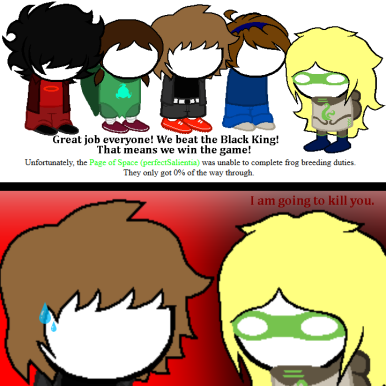 Great job everyone! We beat the Black King!
That means we win the game!
Unfortunately, the Page of Space (perfectSalientia) was unable to complete frog breeding duties.
They only got 0% of the way through.
I am going to kill you.